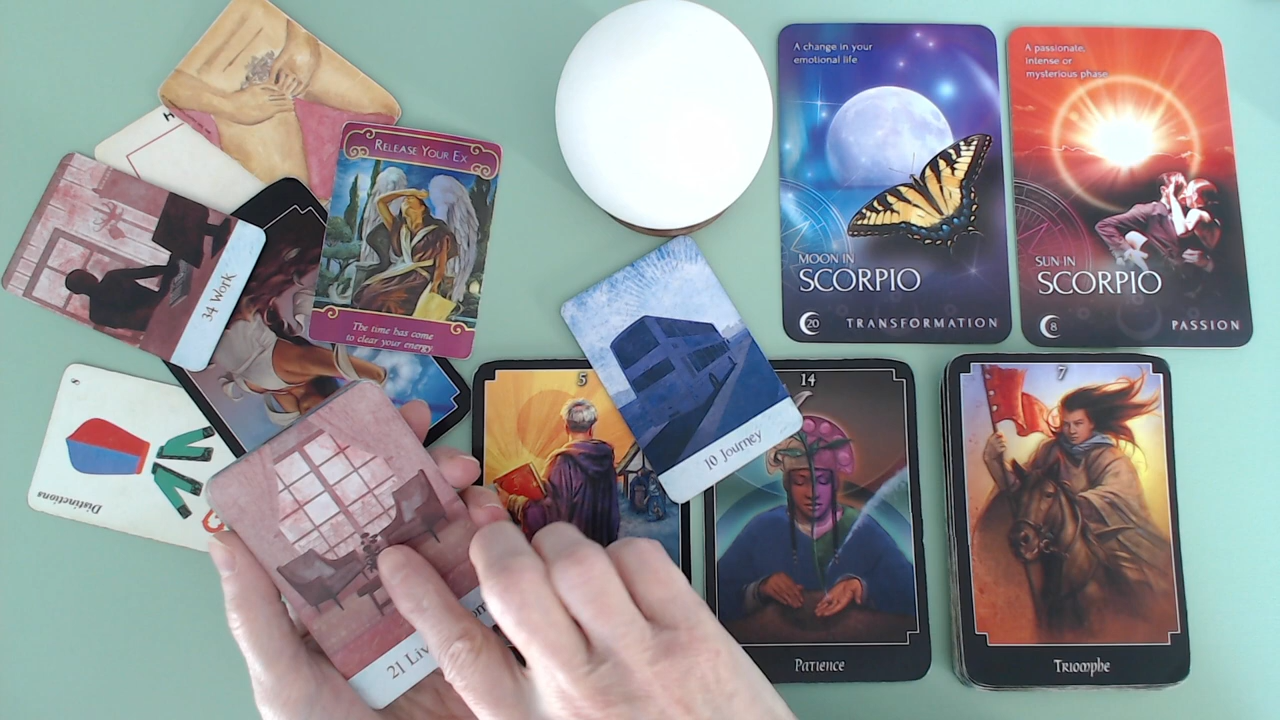 A change in your
emotional life
MOON IN
SCORPIO
20
TRANSFORMATION
A passionate,
intense or
mysterious phase
SUN IN
SCORPIO
8
PASSION
H
RELEASE YOUR EX
The time has come
to clear your energy
34 Work
Distinctions
10 Journey
21 Liv
5
14
Patience
7
Triomphe